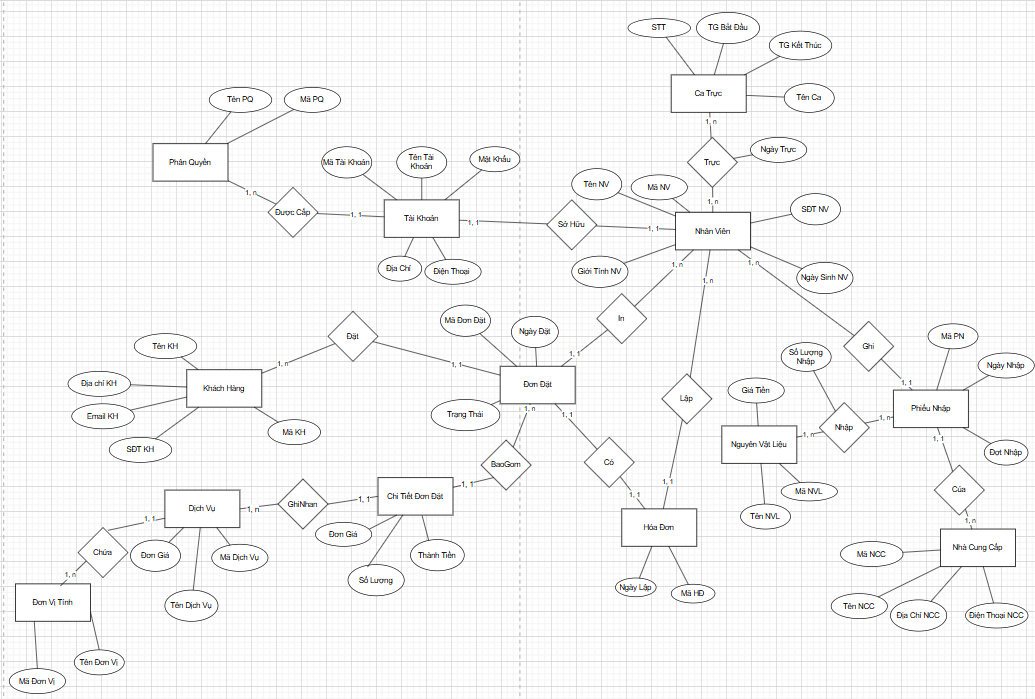 STT
TG Bắt Đầu
TG Kết Thúc
Ca Trực
Tên Ca
1, n
Tên PQ
Mã PQ
Phân Quyền
1, n
Được Cấp
1, 1
Mã Tài Khoản
Tên Tài
Khoản
Mật Khẩu
Tài Khoản
1, 1
Địa Chỉ
Điện Thoại
Trực
Ngày Trực
1, n
Tên NV
Mã NV
SĐT NV
Sở Hữu
1, 1
Nhân Viên
Giới Tính NV
Ngày Sinh NV
1, n
1, n
1, n
In
1, 1
Ghi
1, 1
Lập
1, 1
Đặt
1, n
1, 1
Mã Đơn Đặt
Ngày Đặt
Đơn Đặt
Trạng Thái
1, n
1, 1
Tên KH
Địa chỉ KH
Khách Hàng
Email KH
SĐT KH
Mã KH
Số Lượng
Nhập
Mã PN
Ngày Nhập
Giá Tiền
Phiếu Nhập
Nhập
1, n
1, n
Nguyên Vật Liệu
1, 1
Đợt Nhập
Mã NVL
Tên NVL
Của
1, n
BaoGom
1, 1
Có
1, 1
Dịch Vụ
1, n
GhiNhan
1, 1
Chi Tiết Đơn Đặt
Hóa Đơn
Nhà Cung Cấp
1, 1
Chứa
1, n
Đơn Giá
Mã Dịch Vụ
Đơn Giá
Thành Tiền
Số Lượng
Ngày Lập
Mã HĐ
Mã NCC
Tên NCC
Địa Chỉ NCC
Điện Thoại NCC
Đơn Vị Tính
Tên Dịch Vụ
Tên Đơn Vị
Mã Đơn Vị